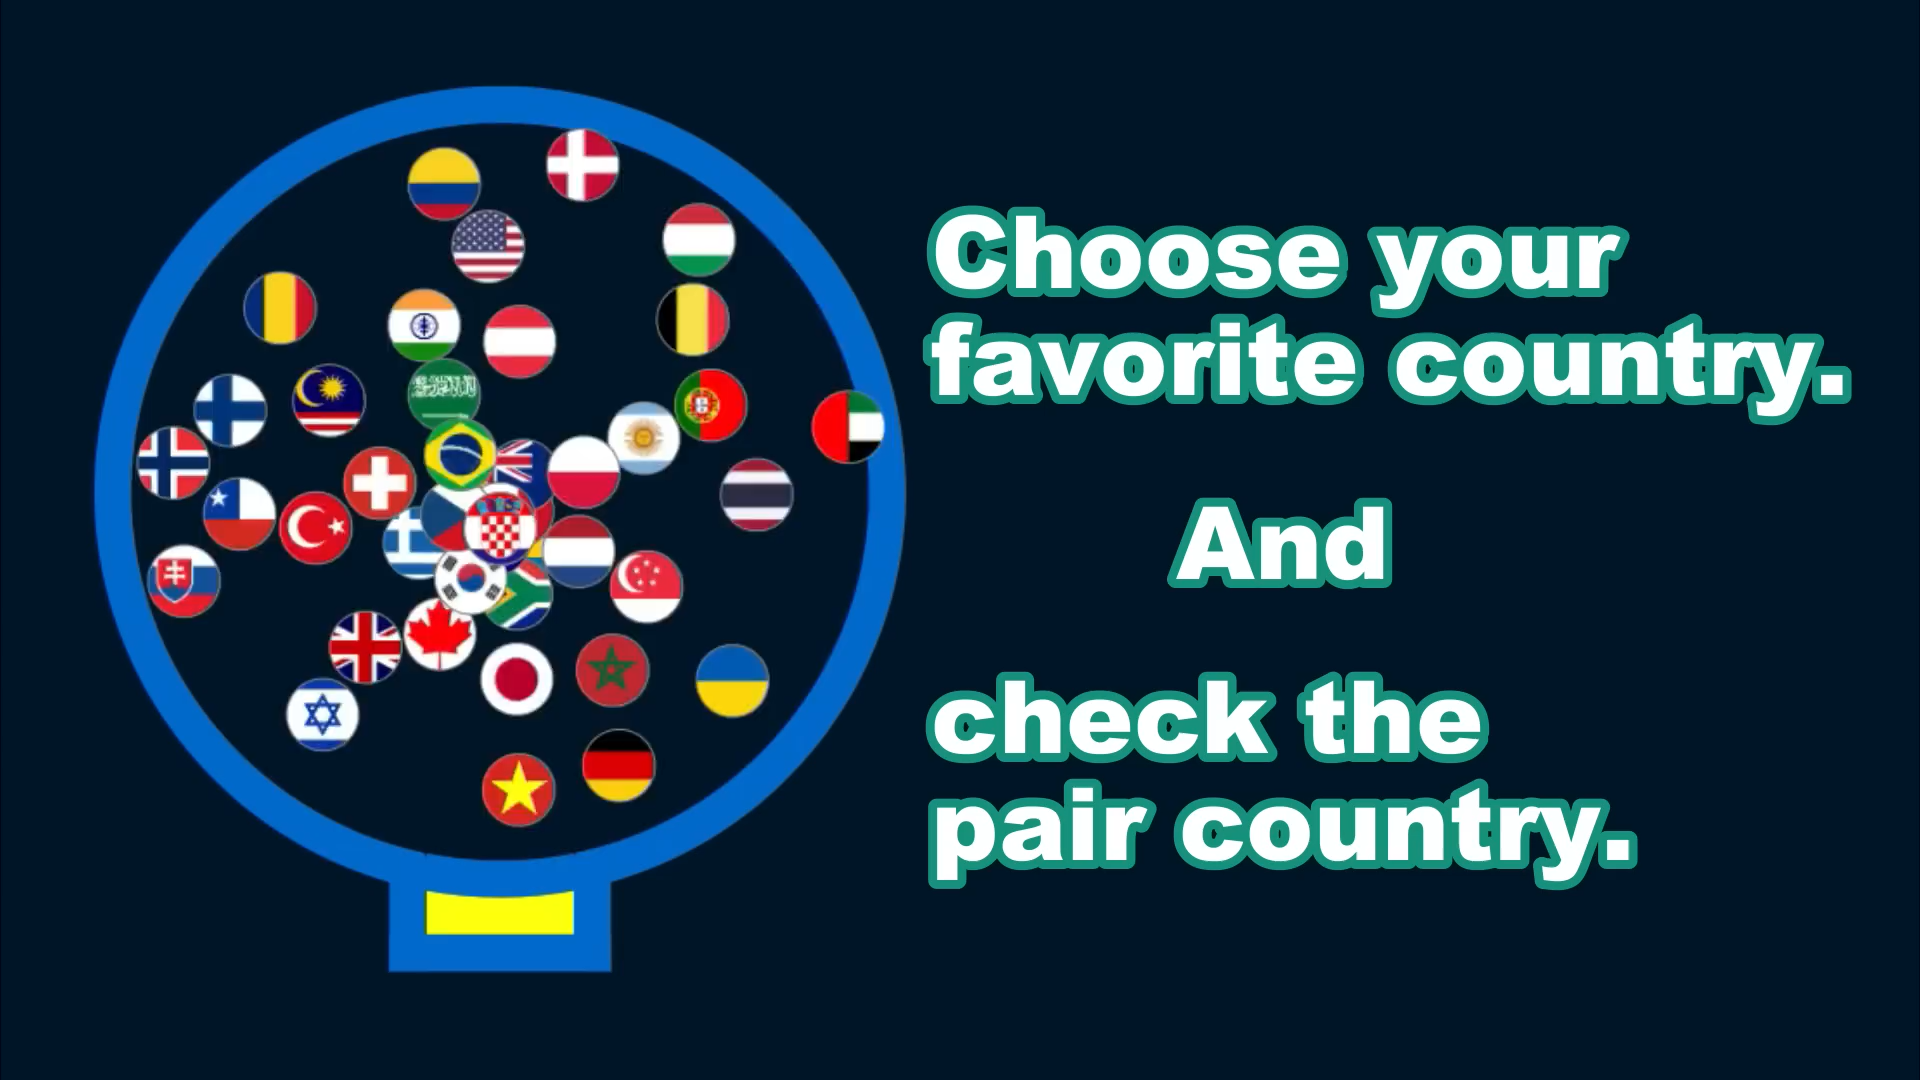 Choose your
favorite country.
And
check the
pair country.